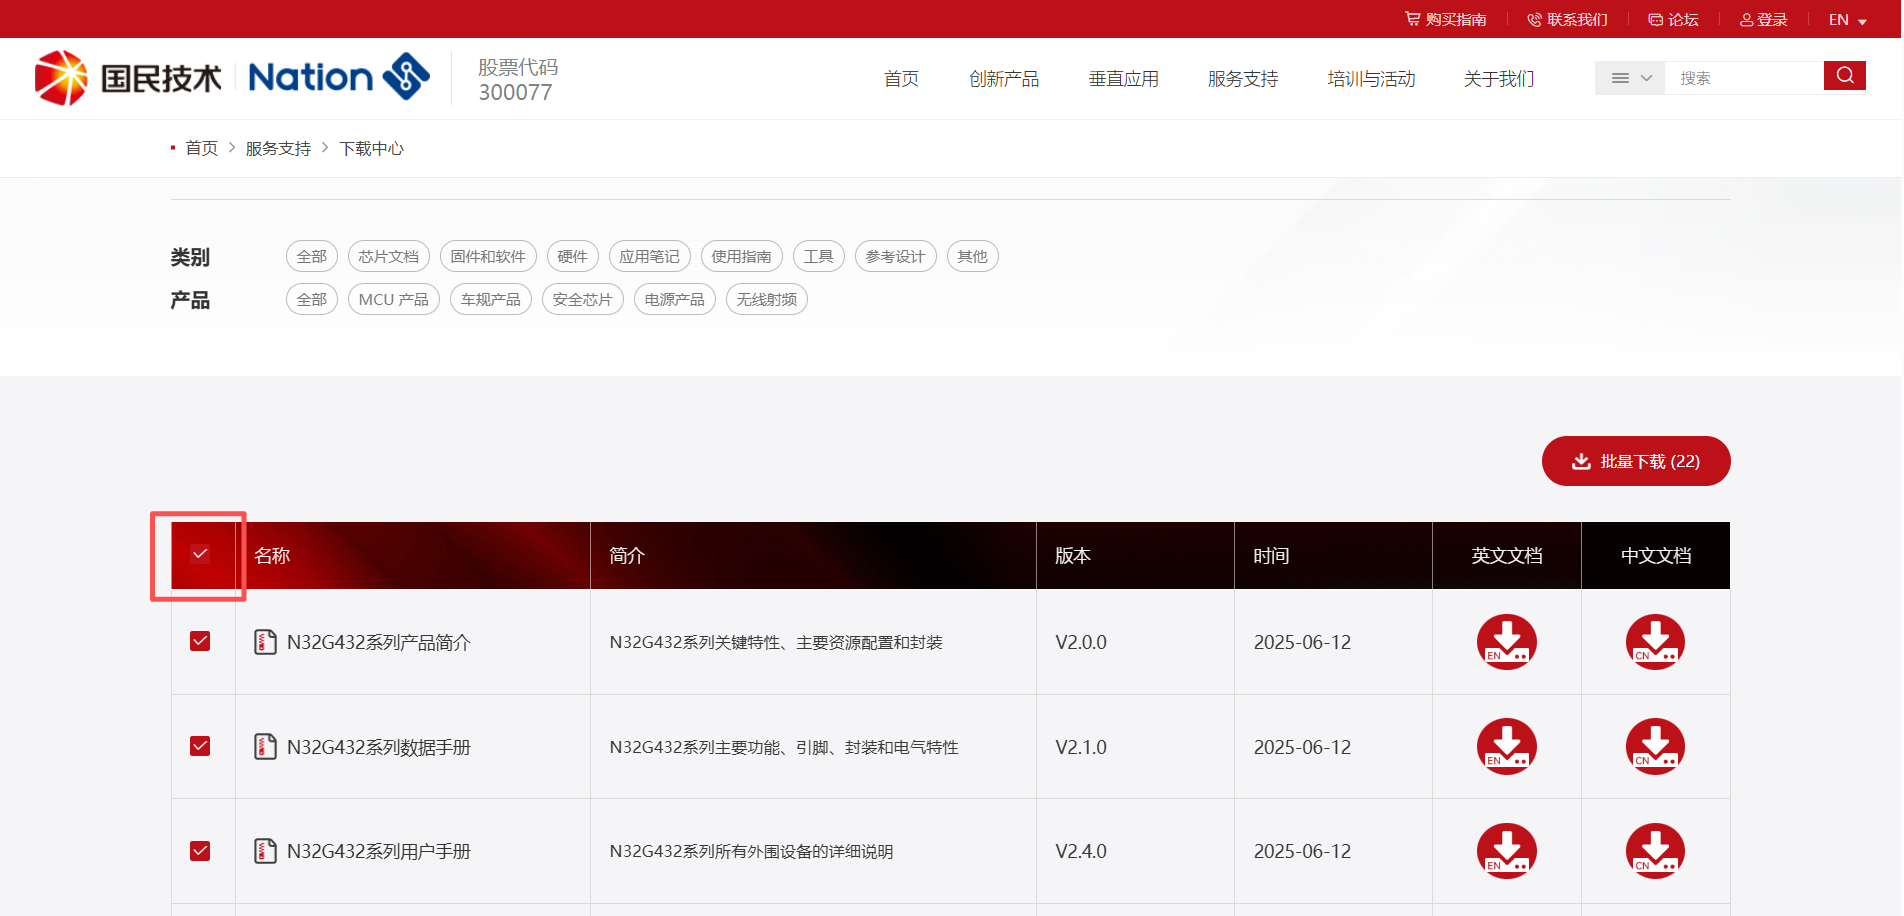 购买指南 联系我们 论坛 登录 EN
国民技术 Nation 股票代码 300077 首页 创新产品 垂直应用 服务支持 培训与活动 关于我们 搜索
首页 > 服务支持 > 下载中心
类别 全部 芯片文档 固件和软件 硬件 应用笔记 使用指南 工具 参考设计 其他
产品 全部 MCU 产品 车规产品 安全芯片 电源产品 无线射频
批量下载 (22)
名称 简介 版本 时间 英文文档 中文文档
N32G432系列产品简介 N32G432系列关键特性、主要资源配置和封装 V2.0.0 2025-06-12 EN CN
N32G432系列数据手册 N32G432系列主要功能、引脚、封装和电气特性 V2.1.0 2025-06-12 EN CN
N32G432系列用户手册 N32G432系列所有外围设备的详细说明 V2.4.0 2025-06-12 EN CN